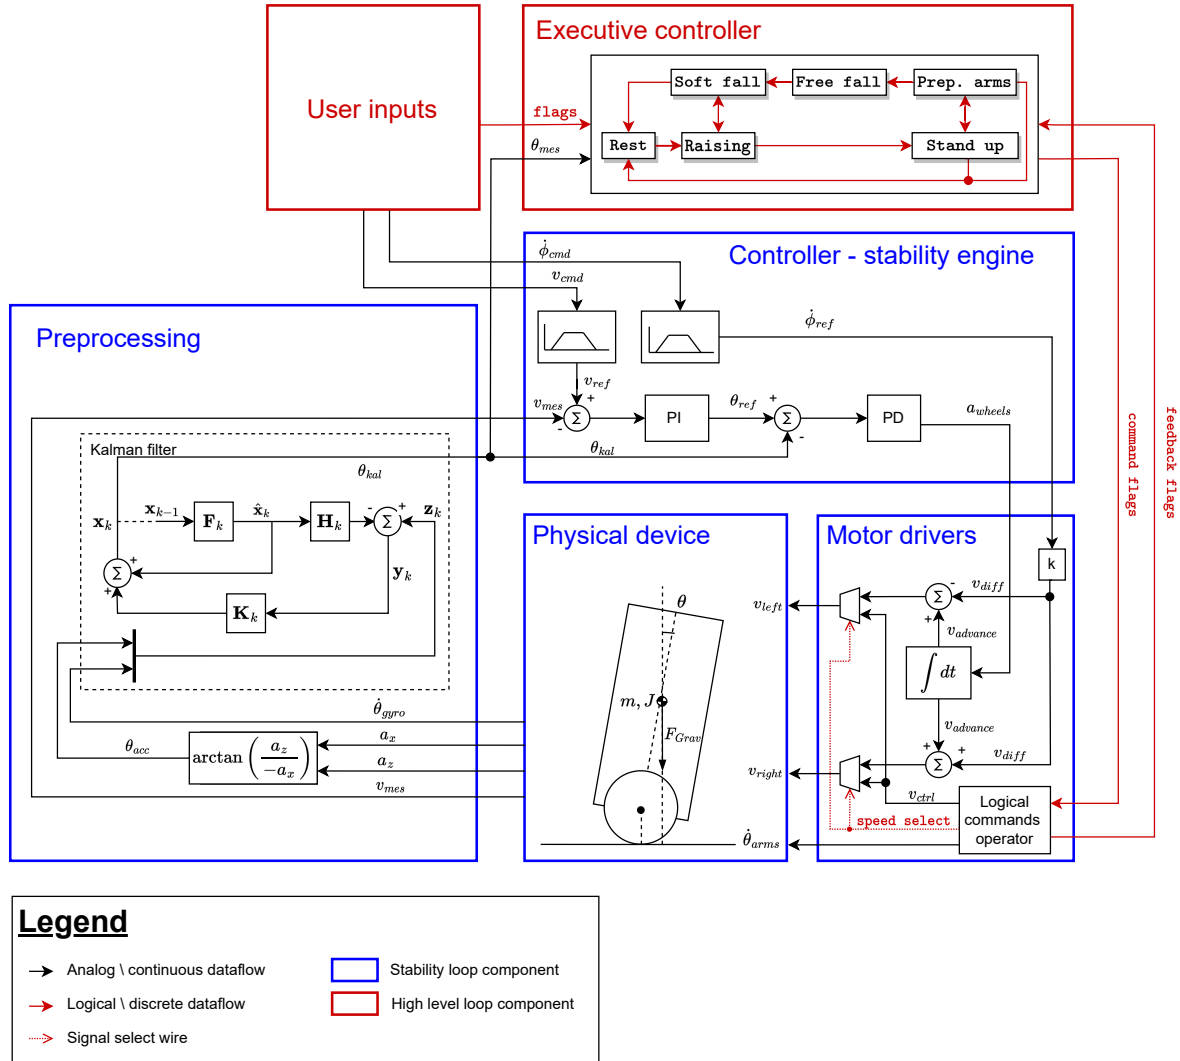 Executive controller
User inputs
Soft fall
Free fall
Prep. arms
flags
Rest
Raising
Stand up
θ_mes
ϕ̇_cmd
v_cmd
Controller - stability engine
ϕ̇_ref
Preprocessing
v_ref
v_mes
+
Σ
-
PI
θ_ref
+
Σ
-
PD
a_wheels
command flags
feedback flags
Kalman filter
θ_kal
θ_kal
x_k
x_{k-1}
F_k
x̂_k
H_k
-
+
Σ
z_k
Σ
+
+
y_k
K_k
θ̇_gyro
θ_acc
arctan(a_z/-a_x)
a_x
a_z
v_mes
Physical device
θ
m, J
F_Grav
Motor drivers
k
v_left
Σ
-
+
v_diff
v_advance
∫ dt
v_advance
v_right
+
+
Σ
v_diff
v_ctrl
speed select
Logical
commands
operator
θ̇_arms
Legend
Analog \ continuous dataflow
Stability loop component
Logical \ discrete dataflow
High level loop component
Signal select wire